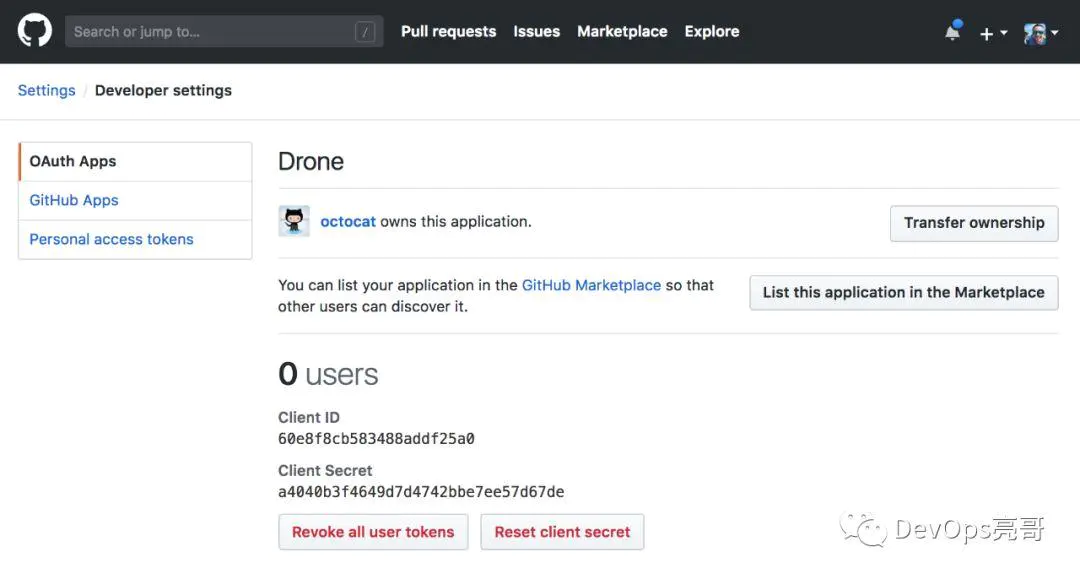 Search or jump to... /
Pull requests Issues Marketplace Explore
Settings / Developer settings
OAuth Apps
GitHub Apps
Personal access tokens
Drone
octocat owns this application.
Transfer ownership
You can list your application in the GitHub Marketplace so that
other users can discover it.
List this application in the Marketplace
0 users
Client ID
60e8f8cb583488addf25a0
Client Secret
a4040b3f4649d7d4742bbe7ee57d67de
Revoke all user tokens
Reset client secret
DevOps亮哥